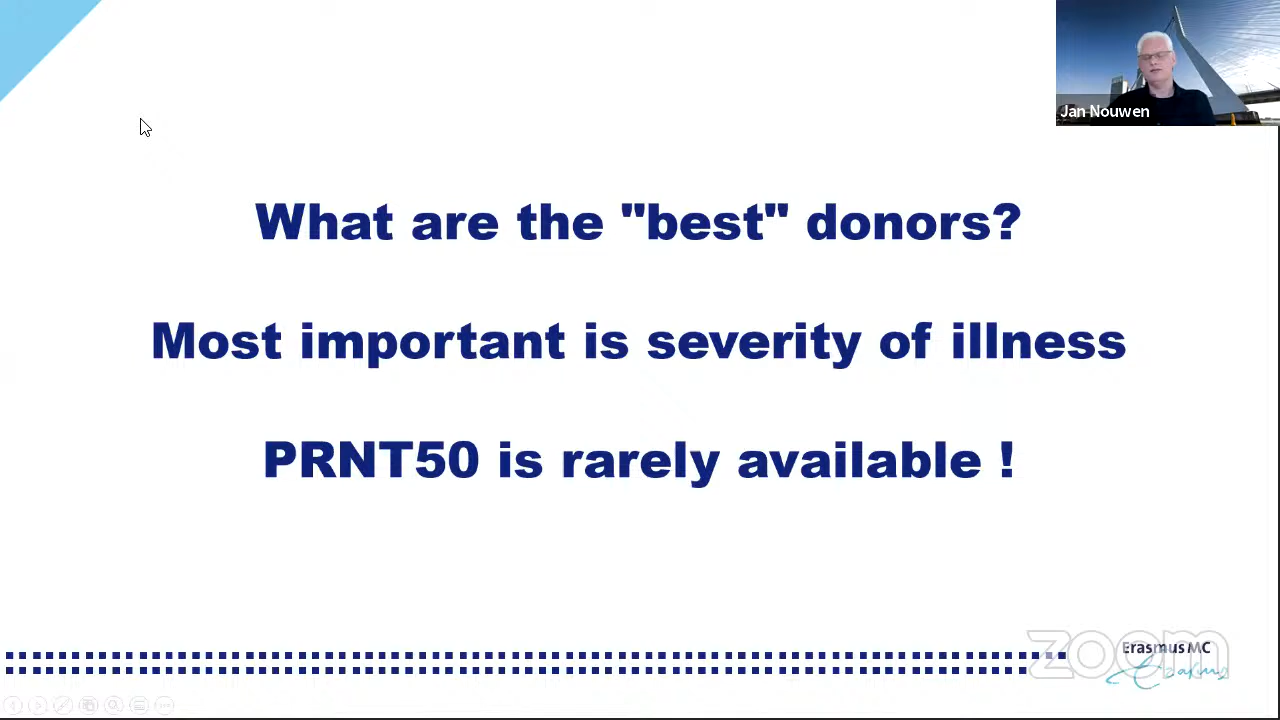 Jan Nouwen
What are the "best" donors?
Most important is severity of illness
PRNT50 is rarely available !
zoom
Erasmus MC
Erasmus